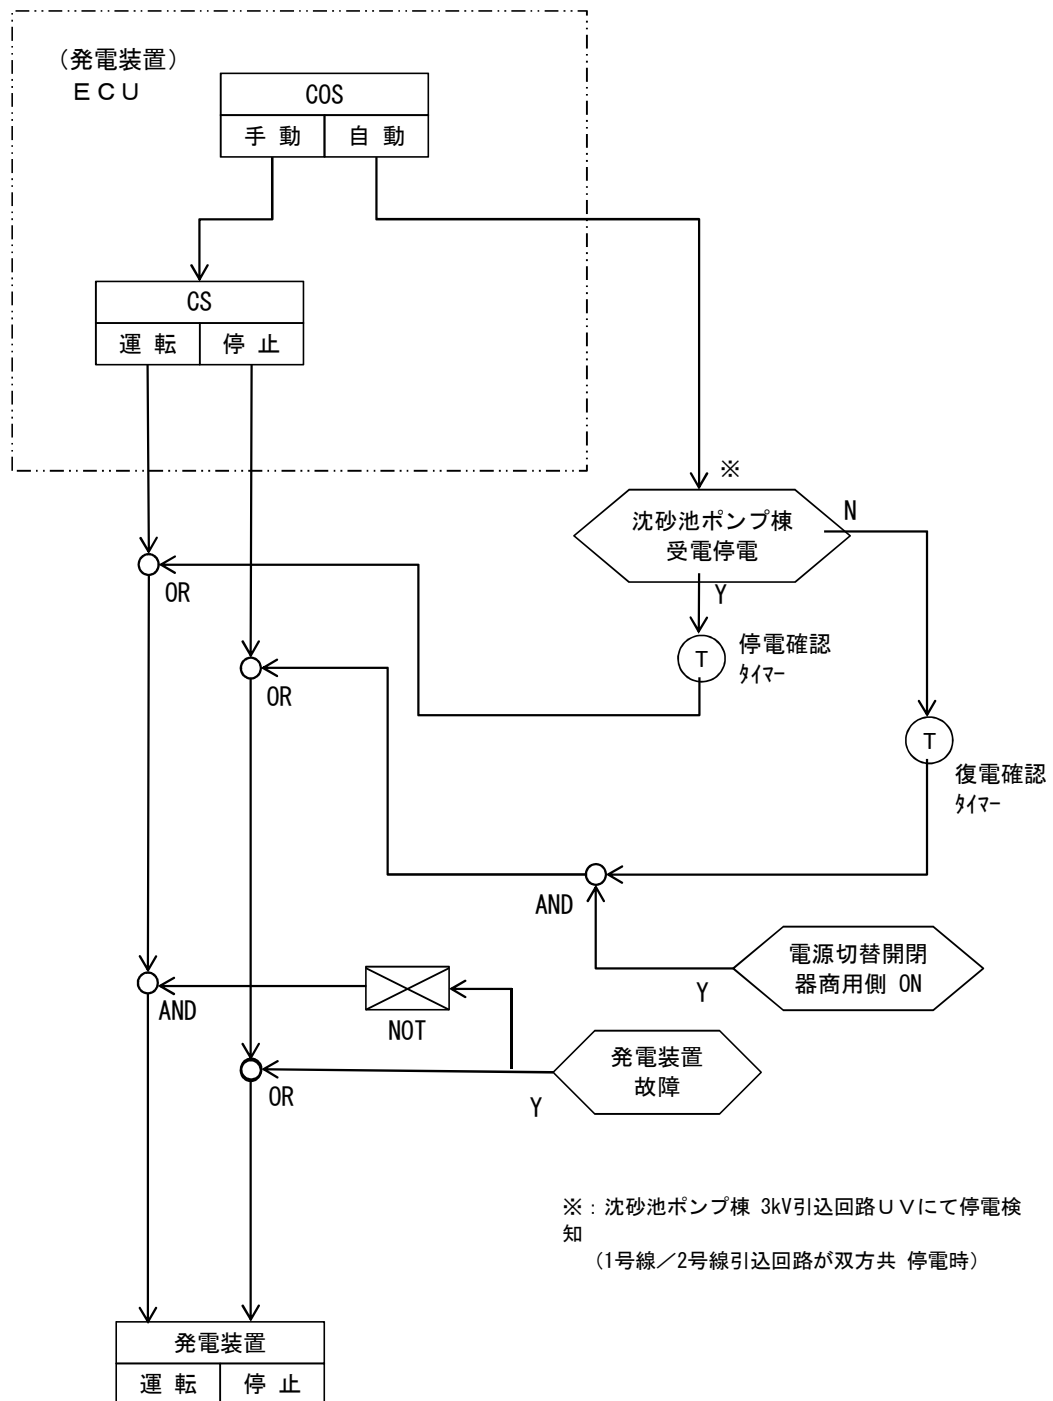 （発電装置）
ＥＣＵ
COS
手 動
自 動
CS
運 転
停 止
※
沈砂池ポンプ棟
受電停電
N
Y
OR
T
停電確認
ﾀｲﾏｰ
OR
T
復電確認
ﾀｲﾏｰ
AND
電源切替開閉
器商用側 ON
Y
AND
NOT
発電装置
故障
Y
OR
※：沈砂池ポンプ棟 3kV引込回路ＵＶにて停電検
知
（1号線／2号線引込回路が双方共 停電時）
発電装置
運 転
停 止